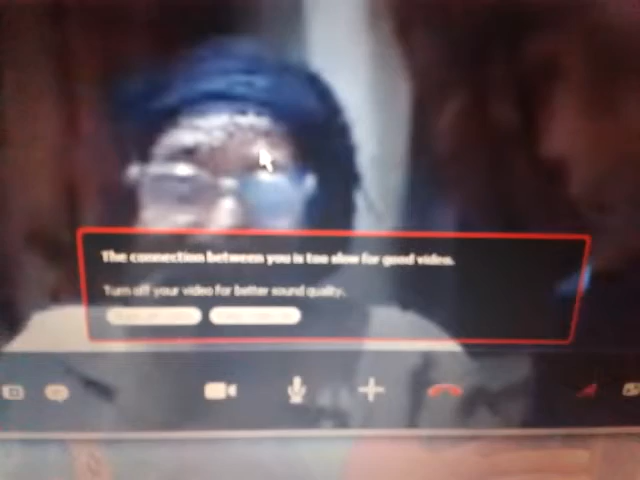 The connection between you is too slow for good video.
Turn off your video for better sound quality.